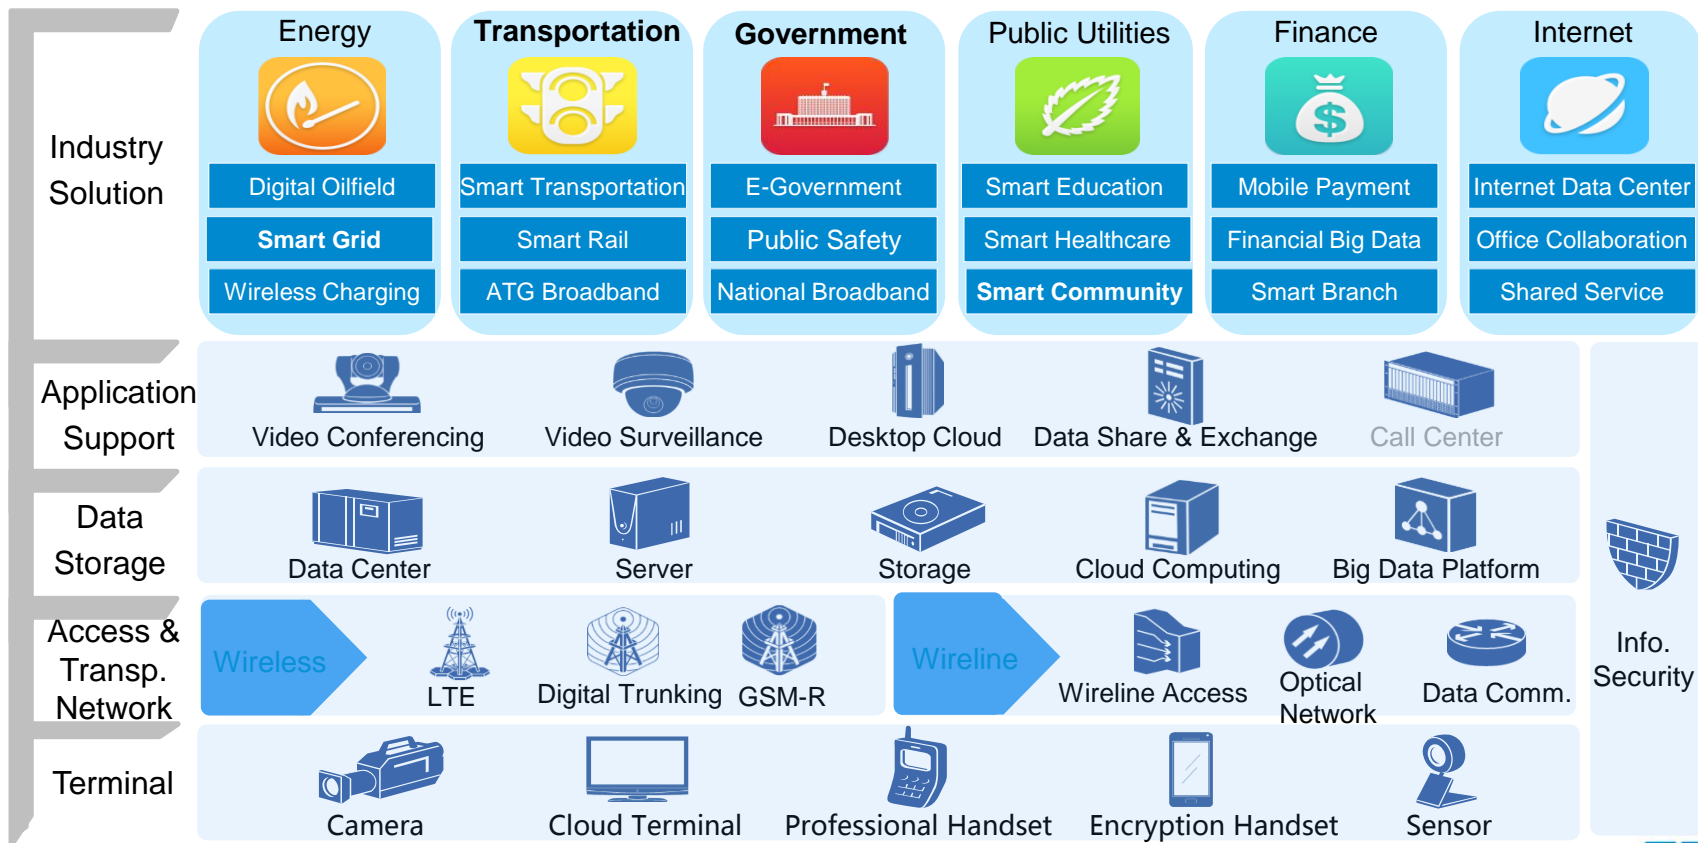 Energy
Transportation
Government
Public Utilities
Finance
Internet
Industry
Solution
Digital Oilfield
Smart Transportation
E-Government
Smart Education
Mobile Payment
Internet Data Center
Smart Grid
Smart Rail
Public Safety
Smart Healthcare
Financial Big Data
Office Collaboration
Wireless Charging
ATG Broadband
National Broadband
Smart Community
Smart Branch
Shared Service
Application
Support
Video Conferencing
Video Surveillance
Desktop Cloud
Data Share & Exchange
Call Center
Data
Storage
Data Center
Server
Storage
Cloud Computing
Big Data Platform
Access &
Transp.
Network
Wireless
LTE
Digital Trunking
GSM-R
Wireline
Wireline Access
Optical
Network
Data Comm.
Info.
Security
Terminal
Camera
Cloud Terminal
Professional Handset
Encryption Handset
Sensor